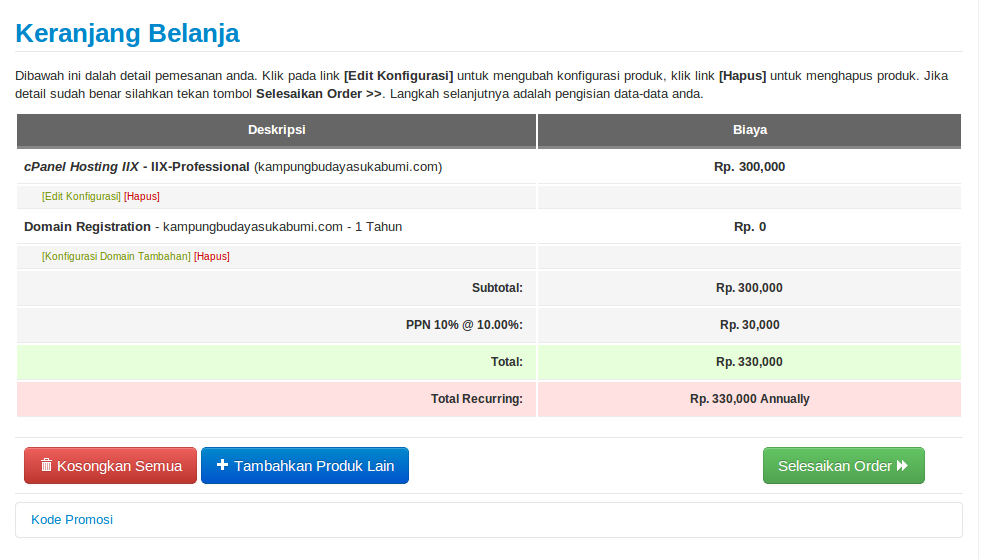 Keranjang Belanja
Dibawah ini dalah detail pemesanan anda. Klik pada link [Edit Konfigurasi] untuk mengubah konfigurasi produk, klik link [Hapus] untuk menghapus produk. Jika
detail sudah benar silahkan tekan tombol Selesaikan Order >>. Langkah selanjutnya adalah pengisian data-data anda.
Deskripsi Biaya
cPanel Hosting IIX - IIX-Professional (kampungbudayasukabumi.com) Rp. 300,000
[Edit Konfigurasi] [Hapus]
Domain Registration - kampungbudayasukabumi.com - 1 Tahun Rp. 0
[Konfigurasi Domain Tambahan] [Hapus]
Subtotal: Rp. 300,000
PPN 10% @ 10.00%: Rp. 30,000
Total: Rp. 330,000
Total Recurring: Rp. 330,000 Annually
Kosongkan Semua Tambahkan Produk Lain Selesaikan Order
Kode Promosi